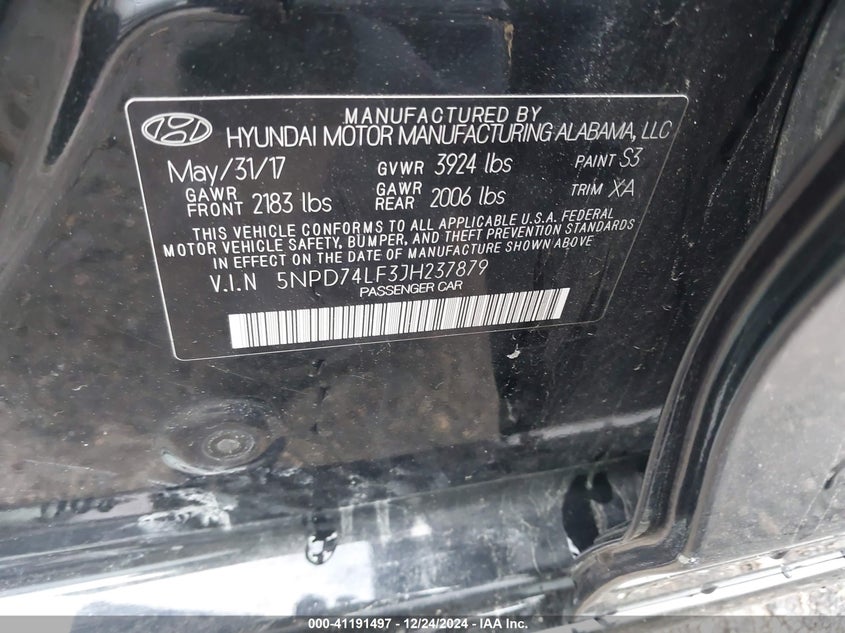 MANUFACTURED BY
HYUNDAI MOTOR MANUFACTURING ALABAMA, LLC
May/31/17 GVWR 3924 lbs PAINT S3
GAWR FRONT 2183 lbs GAWR REAR 2006 lbs TRIM XA
THIS VEHICLE CONFORMS TO ALL APPLICABLE U.S.A. FEDERAL
MOTOR VEHICLE SAFETY, BUMPER, AND THEFT PREVENTION STANDARDS
IN EFFECT ON THE DATE OF MANUFACTURE SHOWN ABOVE
V.I.N 5NPD74LF3JH237879
PASSENGER CAR
000-41191497 - 12/24/2024 - IAA Inc.